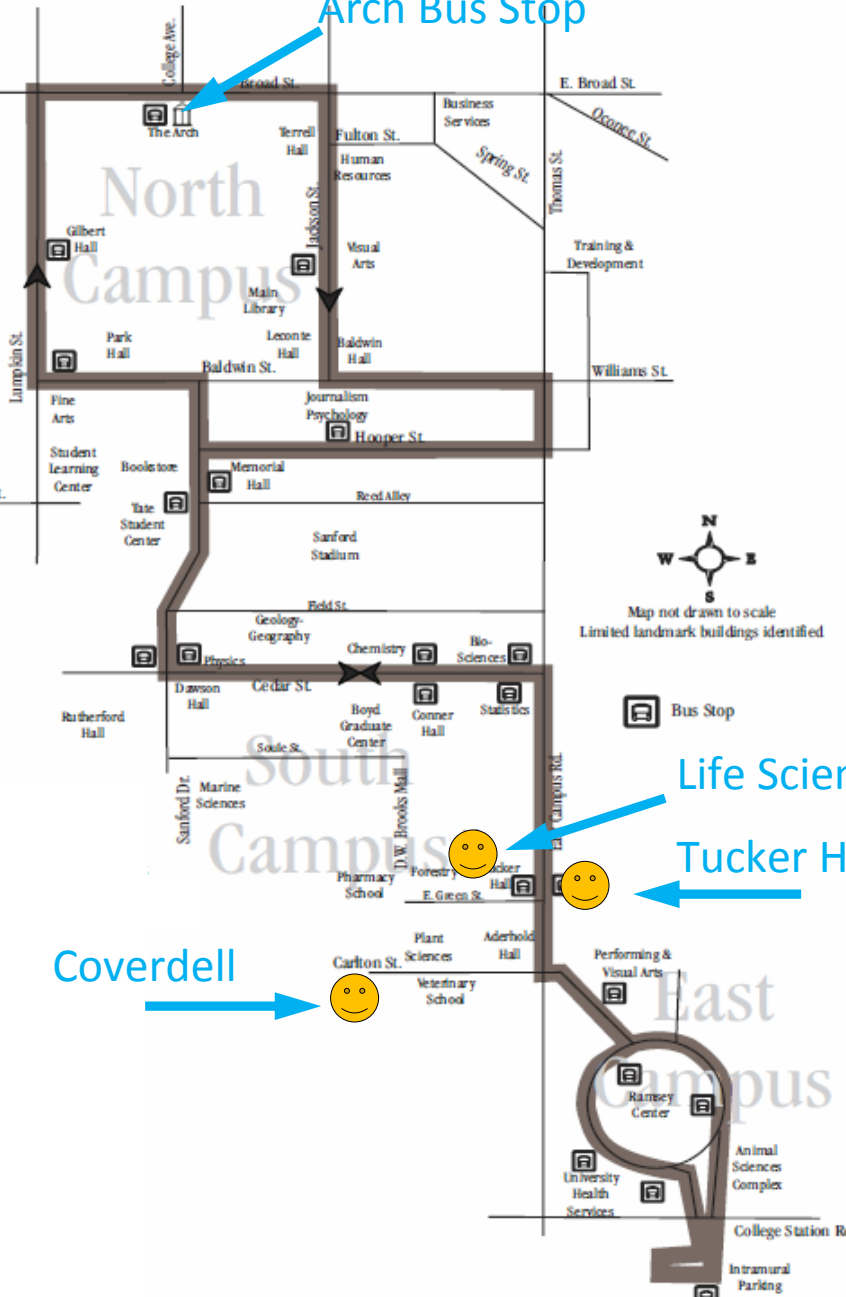 Arch Bus Stop
College Ave.
Broad St.
E. Broad St.
The Arch
Terrell
Hall
Fulton St.
Business
Services
Oconee St.
Spring St.
Human
Resources
Thomas St.
North
Campus
Jackson St.
Gilbert
Hall
Visual
Arts
Training &
Development
Main
Library
Park
Hall
Leconte
Hall
Baldwin
Hall
Lumpkin St.
Baldwin St.
Williams St.
Fine
Arts
Journalism
Psychology
Hooper St.
Student
Learning
Center
Bookstore
Memorial
Hall
Reed Alley
Tate
Student
Center
Sanford
Stadium
N
W
E
S
Map not drawn to scale
Limited landmark buildings identified
Field St.
Geology-
Geography
Chemistry
Bio-
Sciences
Physics
Cedar St.
Dawson
Hall
Rutherford
Hall
Boyd
Graduate
Center
Conner
Hall
Statistics
Bus Stop
Soule St.
South
Campus
Sanford Dr.
Marine
Sciences
D.W. Brooks Mall
Campus Rd.
Life Scien
Tucker H
Pharmacy
School
Forestry
Hall
E. Green St.
Plant
Sciences
Aderhold
Hall
Coverdell
Carlton St.
Veterinary
School
Performing &
Visual Arts
East
Campus
Ramsey
Center
University
Health
Services
Animal
Sciences
Complex
College Station R
Intramural
Parking